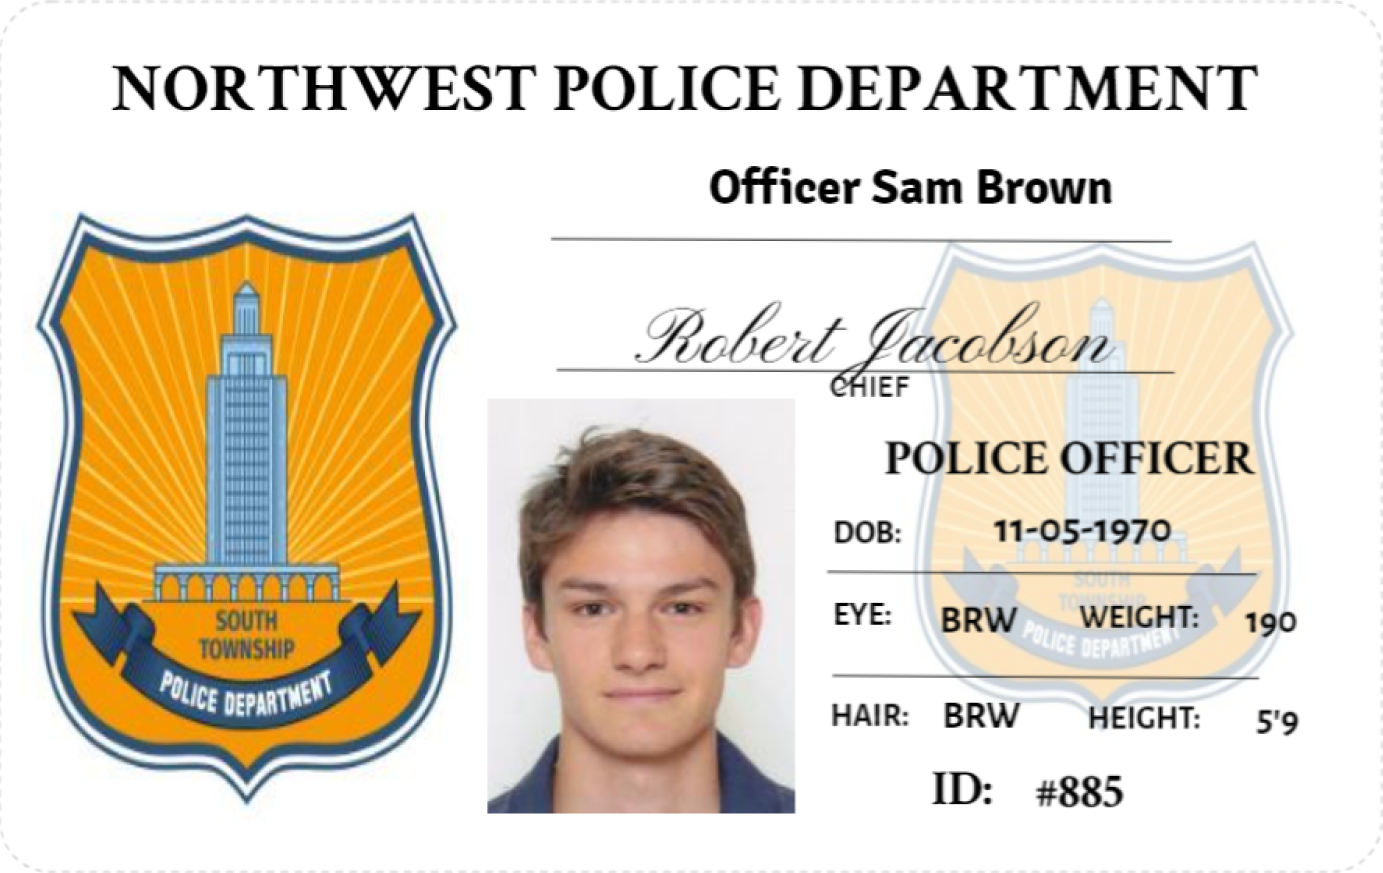 NORTHWEST POLICE DEPARTMENT
Officer Sam Brown
Robert Jacobson
CHIEF
SOUTH
TOWNSHIP
POLICE DEPARTMENT
POLICE OFFICER
DOB: 11-05-1970
SOUTH
TOWNSHIP
POLICE DEPARTMENT
EYE: BRW WEIGHT: 190
HAIR: BRW HEIGHT: 5'9
ID: #885